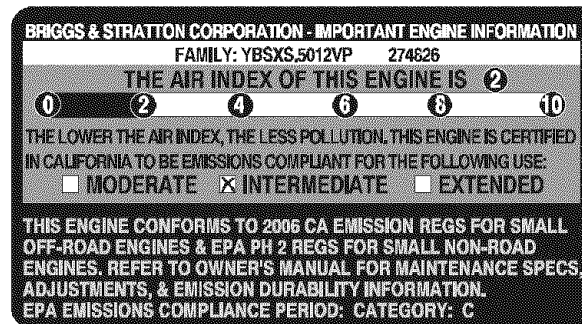 BRIGGS & STRATTON CORPORATION - IMPORTANT ENGINE INFORMATION
FAMILY: YBSXS.5012VP 274826
THE AIR INDEX OF THIS ENGINE IS 2
0 2 4 6 8 10
THE LOWER THE AIR INDEX, THE LESS POLLUTION. THIS ENGINE IS CERTIFIED
IN CALIFORNIA TO BE EMISSIONS COMPLIANT FOR THE FOLLOWING USE:
MODERATE INTERMEDIATE EXTENDED
THIS ENGINE CONFORMS TO 2006 CA EMISSION REGS FOR SMALL
OFF-ROAD ENGINES & EPA PH 2 REGS FOR SMALL NON-ROAD
ENGINES. REFER TO OWNER'S MANUAL FOR MAINTENANCE SPECS,
ADJUSTMENTS, & EMISSION DURABILITY INFORMATION.
EPA EMISSIONS COMPLIANCE PERIOD: CATEGORY: C